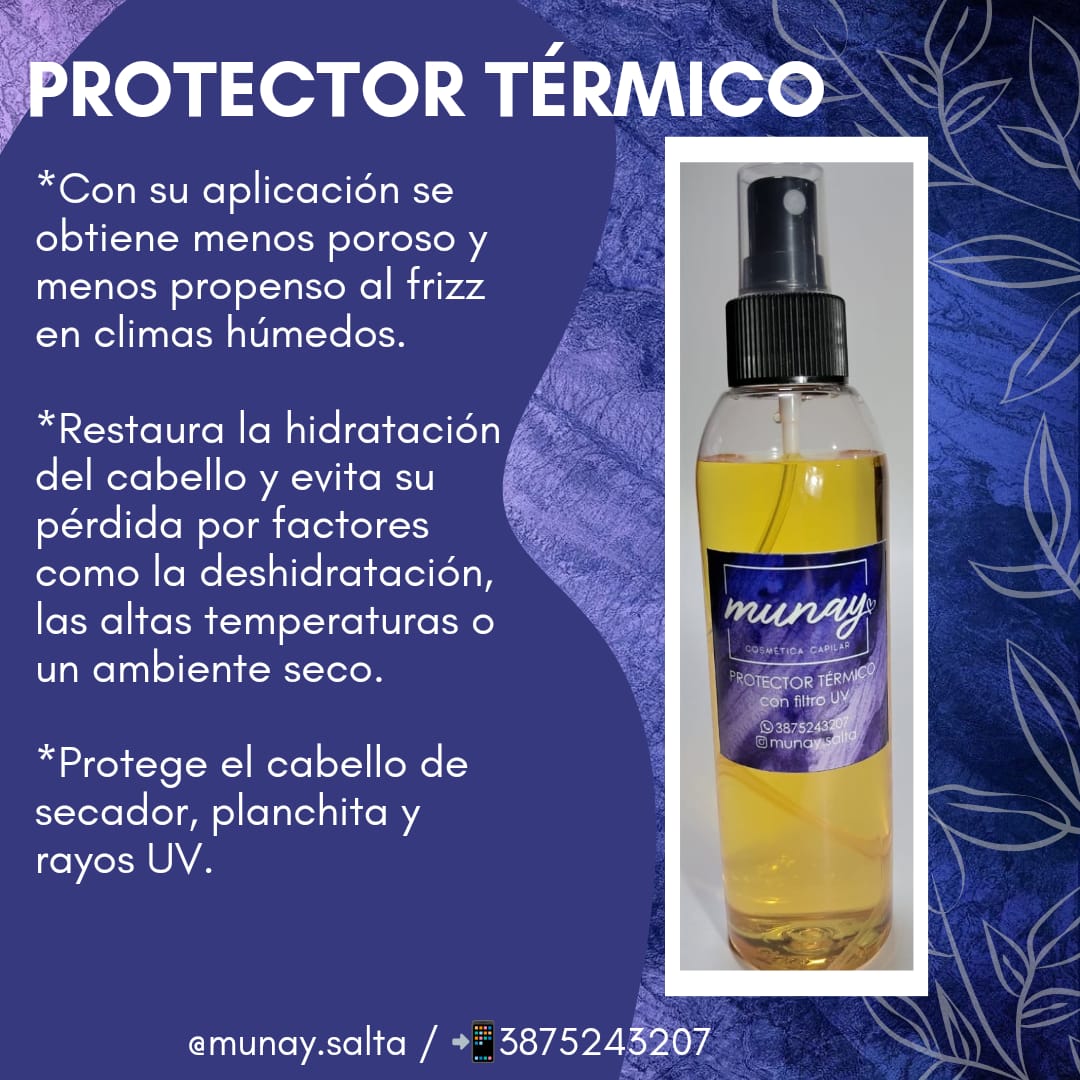 PROTECTOR TÉRMICO
*Con su aplicación se
obtiene menos poroso y
menos propenso al frizz
en climas húmedos.
*Restaura la hidratación
del cabello y evita su
pérdida por factores
como la deshidratación,
las altas temperaturas o
un ambiente seco.
*Protege el cabello de
secador, planchita y
rayos UV.
munay
COSMÉTICA CAPILAR
PROTECTOR TÉRMICO
con filtro UV
3875243207
munay.salta
@munay.salta / 📲3875243207